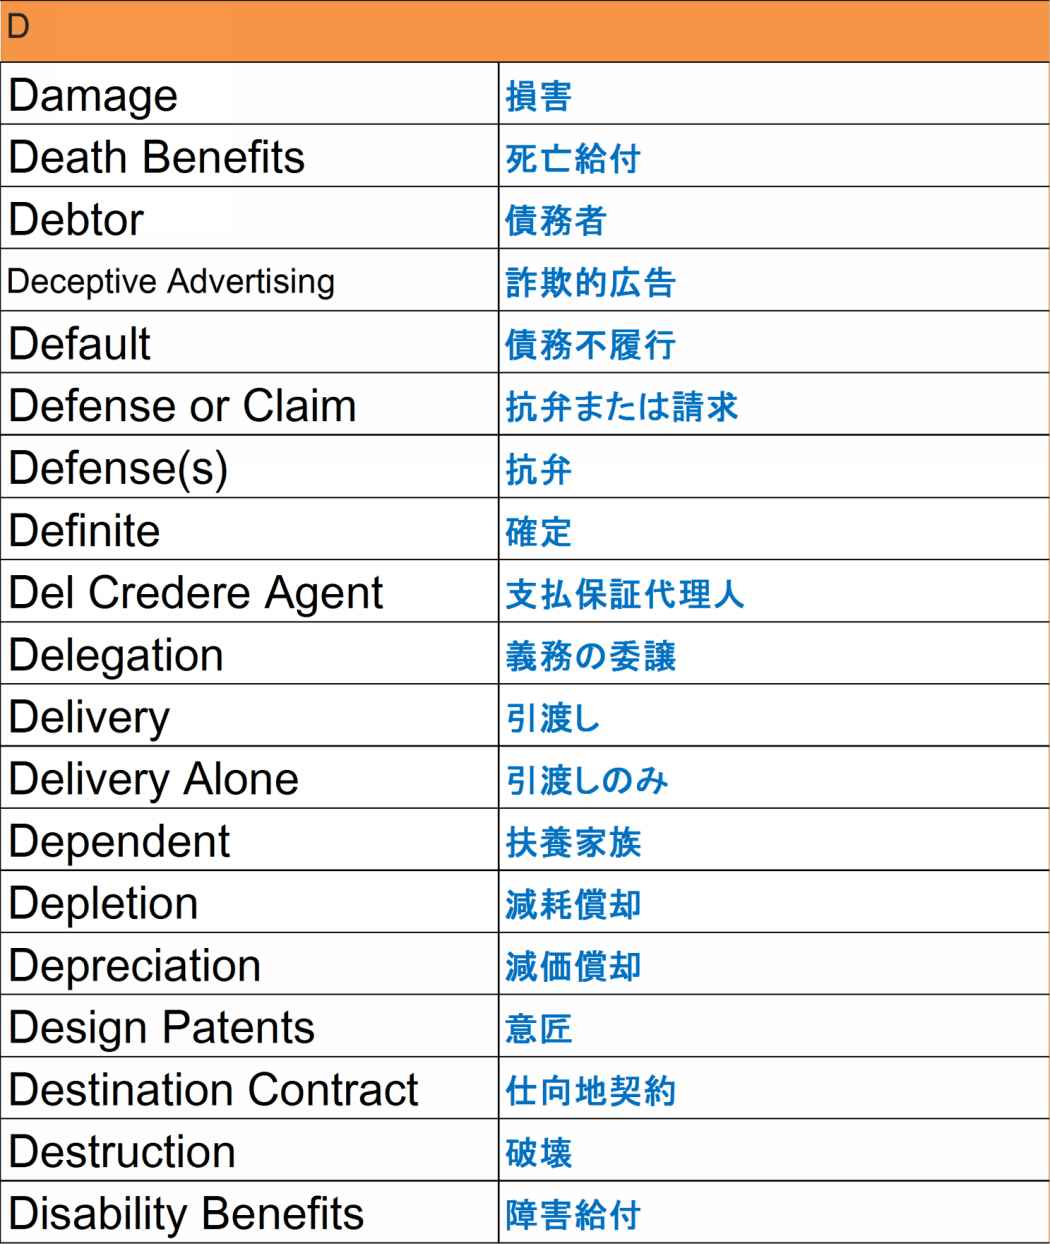 D
Damage 損害
Death Benefits 死亡給付
Debtor 債務者
Deceptive Advertising 詐欺的広告
Default 債務不履行
Defense or Claim 抗弁または請求
Defense(s) 抗弁
Definite 確定
Del Credere Agent 支払保証代理人
Delegation 義務の委譲
Delivery 引渡し
Delivery Alone 引渡しのみ
Dependent 扶養家族
Depletion 減耗償却
Depreciation 減価償却
Design Patents 意匠
Destination Contract 仕向地契約
Destruction 破壊
Disability Benefits 障害給付